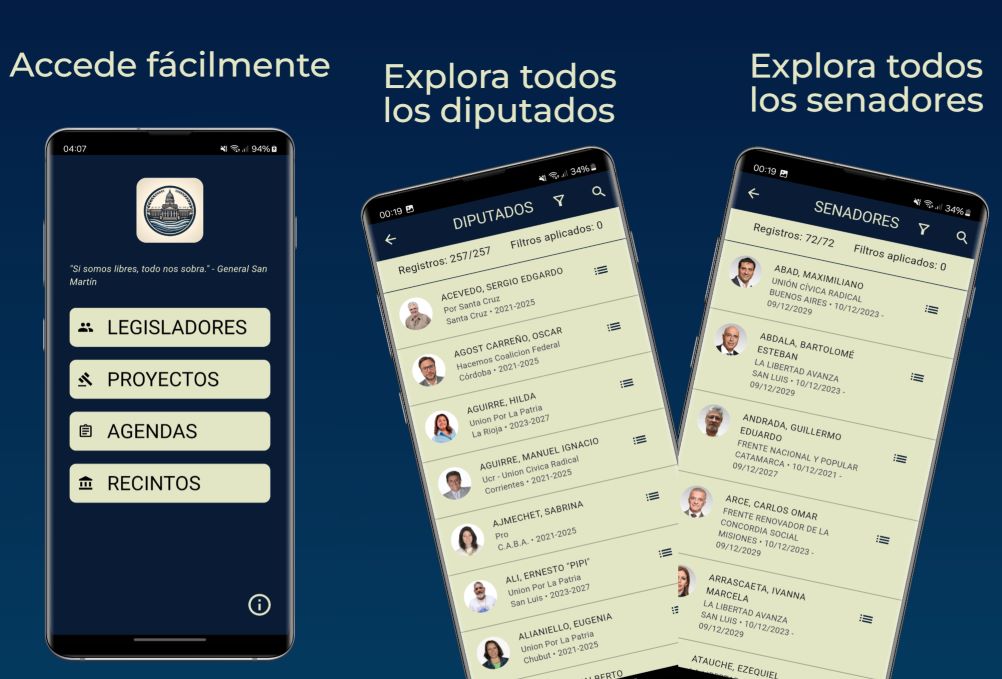 Accede fácilmente
04:07
94%
"Si somos libres, todo nos sobra." - General San
Martín
LEGISLADORES
PROYECTOS
AGENDAS
RECINTOS
Explora todos
los diputados
00:19
34%
DIPUTADOS
Registros: 257/257
Filtros aplicados: 0
ACEVEDO, SERGIO EDGARDO
Por Santa Cruz
Santa Cruz • 2021-2025
AGOST CARREÑO, OSCAR
Hacemos Coalicion Federal
Córdoba • 2021-2025
AGUIRRE, HILDA
Union Por La Patria
La Rioja • 2023-2027
AGUIRRE, MANUEL IGNACIO
Ucr - Union Civica Radical
Corrientes • 2021-2025
AJMECHET, SABRINA
Pro
C.A.B.A. • 2021-2025
ALI, ERNESTO "PIPI"
Union Por La Patria
San Luis • 2023-2027
ALIANIELLO, EUGENIA
Union Por La Patria
Chubut • 2021-2025
Explora todos
los senadores
00:19
34%
SENADORES
Registros: 72/72
Filtros aplicados: 0
ABAD, MAXIMILIANO
UNIÓN CÍVICA RADICAL
BUENOS AIRES • 10/12/2023 -
09/12/2029
ABDALA, BARTOLOMÉ
ESTEBAN
LA LIBERTAD AVANZA
SAN LUIS • 10/12/2023 -
09/12/2029
ANDRADA, GUILLERMO
EDUARDO
FRENTE NACIONAL Y POPULAR
CATAMARCA • 10/12/2021 -
09/12/2027
ARCE, CARLOS OMAR
FRENTE RENOVADOR DE LA
CONCORDIA SOCIAL
MISIONES • 10/12/2023 -
09/12/2029
ARRASCAETA, IVANNA
MARCELA
LA LIBERTAD AVANZA
SAN LUIS • 10/12/2023 -
09/12/2029
ATAUCHE, EZEQUIEL